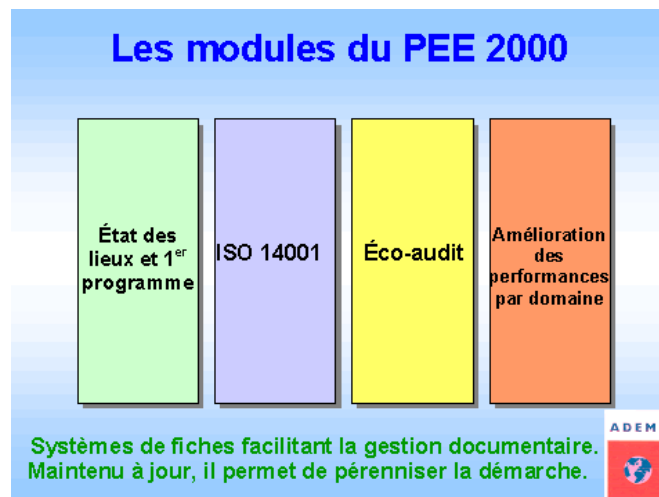 Les modules du PEE 2000
État des
lieux et 1er
programme
ISO 14001
Éco-audit
Amélioration
des
performances
par domaine
Systèmes de fiches facilitant la gestion documentaire.
Maintenu à jour, il permet de pérenniser la démarche.
ADEM